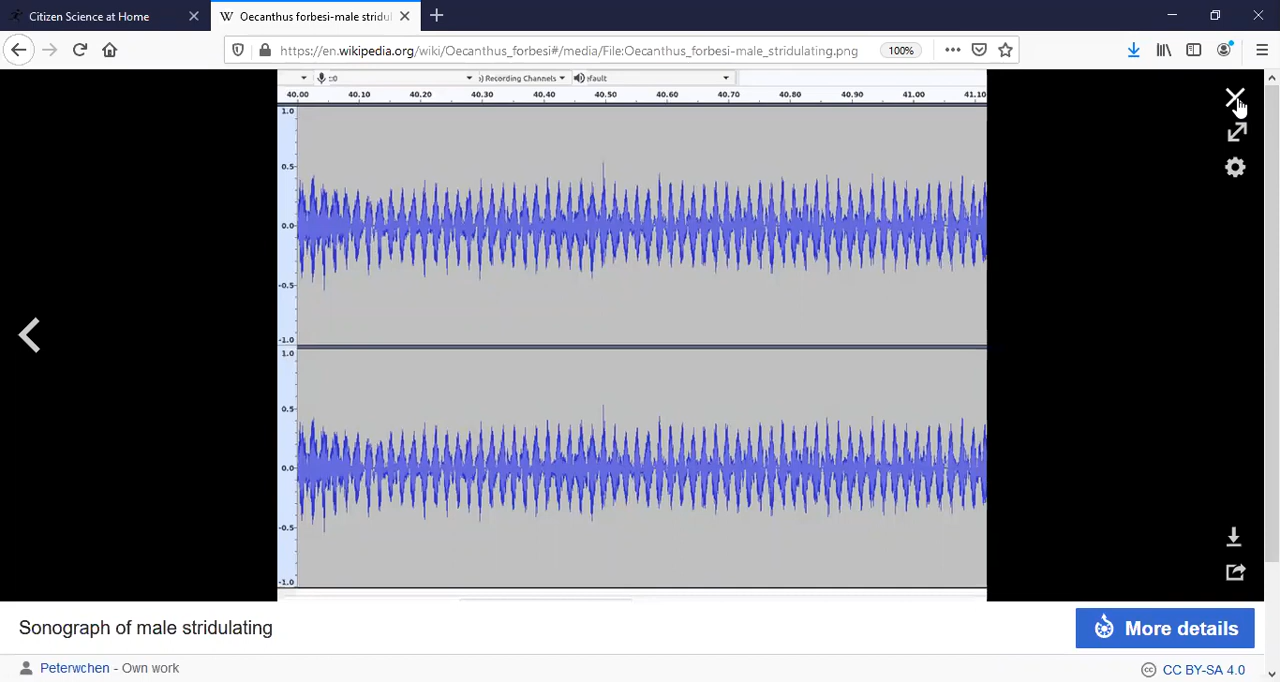 Citizen Science at Home
Oecanthus forbesi-male stridul
https://en.wikipedia.org/wiki/Oecanthus_forbesi#/media/File:Oecanthus_forbesi-male_stridulating.png
100%
Recording Channels
fault
40.00 40.10 40.20 40.30 40.40 40.50 40.60 40.70 40.80 40.90 41.00 41.10
1.0
0.5
0.0
-0.5
-1.0
1.0
0.5
0.0
-0.5
-1.0
Sonograph of male stridulating
More details
Peterwchen - Own work
CC BY-SA 4.0